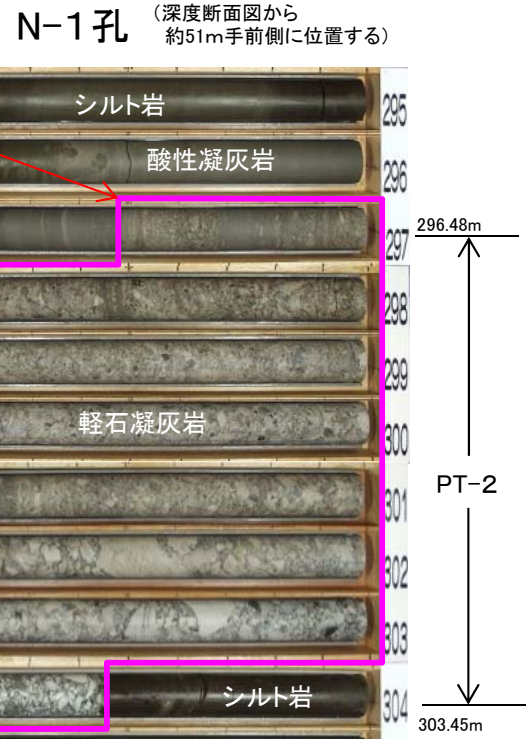 N-1孔
(深度断面図から
約51m手前側に位置する)
シルト岩
295
酸性凝灰岩
296
297
296.48m
298
299
軽石凝灰岩
300
PT-2
301
302
303
シルト岩
304
303.45m